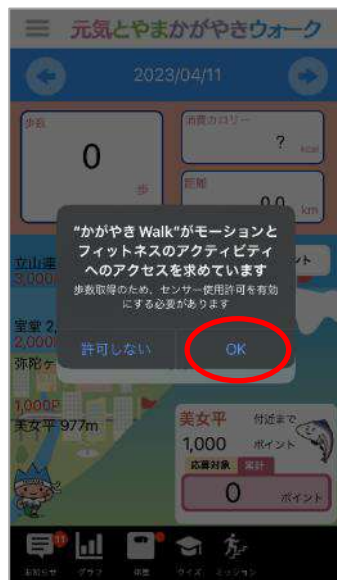 元気とやまかがやきウォーク
2023/04/11
歩数
0
歩
消費カロリー
?
kcal
距離
0.0
km
"かがやき Walk"がモーションと
フィットネスのアクティビティ
へのアクセスを求めています
歩数取得のため、センサー使用許可を有効
にする必要があります
許可しない
OK
立山連
3,000
ント
室堂 2,
2,000
弥陀ヶ
1,000P
美女平 977m
美女平
付近まで
1,000
ポイント
応募対象
累計
0
ポイント
11
お知らせ
グラフ
体重
クイズ
ミッション